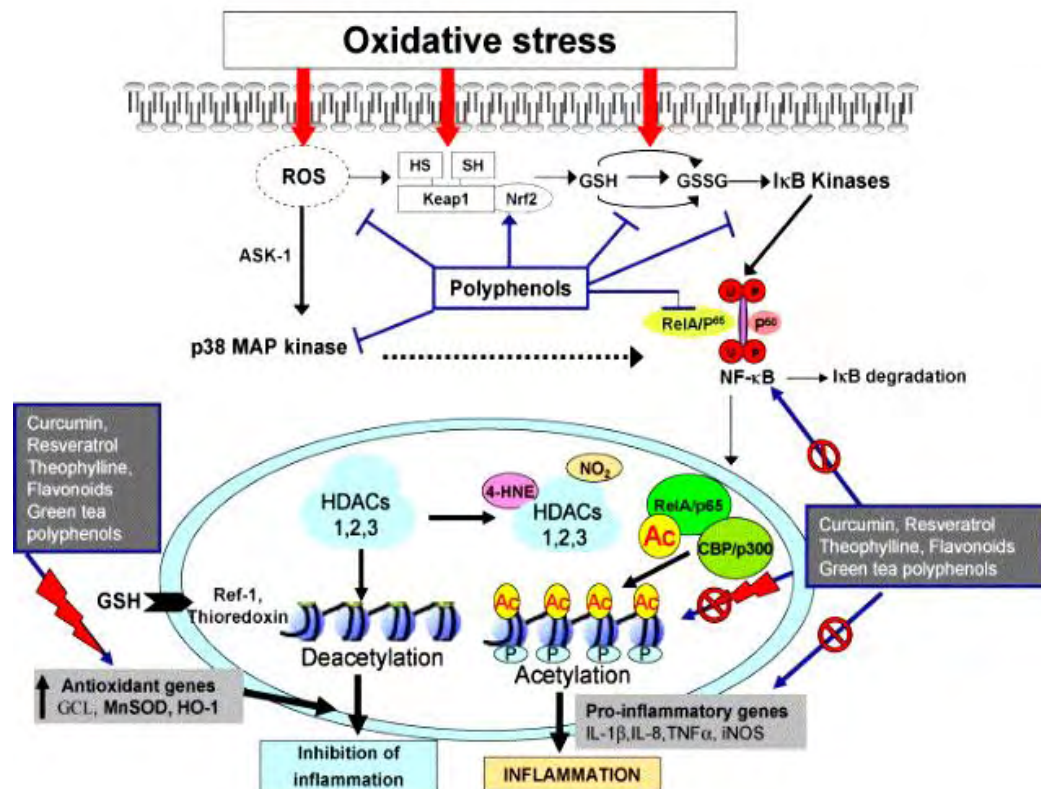 Oxidative stress
ROS
HS
SH
Keap1
Nrf2
GSH
GSSG
IκB Kinases
ASK-1
Polyphenols
U
P
RelA/P65
P50
U
P
p38 MAP kinase
NF-κB
IκB degradation
Curcumin,
Resveratrol
Theophylline,
Flavonoids
Green tea
polyphenols
HDACs
1,2,3
4-HNE
NO₂
HDACs
1,2,3
RelA/p65
Ac
CBP/p300
Curcumin, Resveratrol
Theophylline, Flavonoids
Green tea polyphenols
GSH
Ref-1,
Thioredoxin
Ac
Ac
Ac
Ac
P
P
P
P
Deacetylation
Acetylation
Antioxidant genes
GCL, MnSOD, HO-1
Pro-inflammatory genes
IL-1β,IL-8,TNFα, iNOS
Inhibition of
inflammation
INFLAMMATION